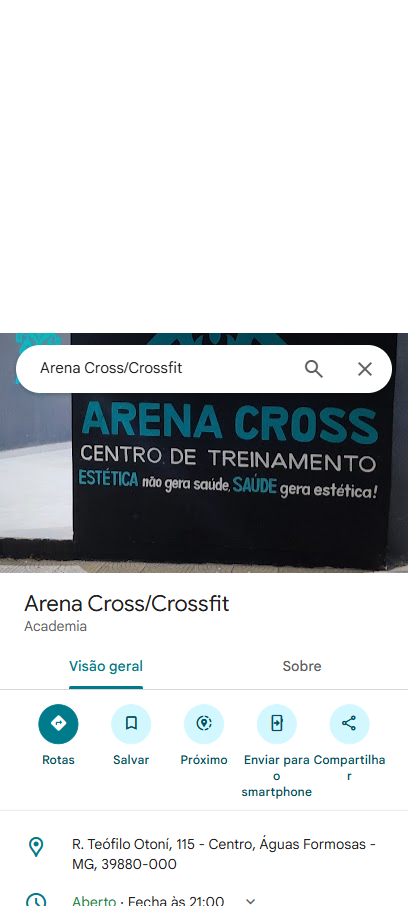 Arena Cross/Crossfit
ARENA CROSS
CENTRO DE TREINAMENTO
ESTÉTICA não gera saúde, SAÚDE gera estética!
Arena Cross/Crossfit
Academia
Visão geral
Sobre
Rotas
Salvar
Próximo
Enviar para
o
smartphone
Compartilha
r
R. Teófilo Otoní, 115 - Centro, Águas Formosas -
MG, 39880-000
Aberto · Fecha às 21:00